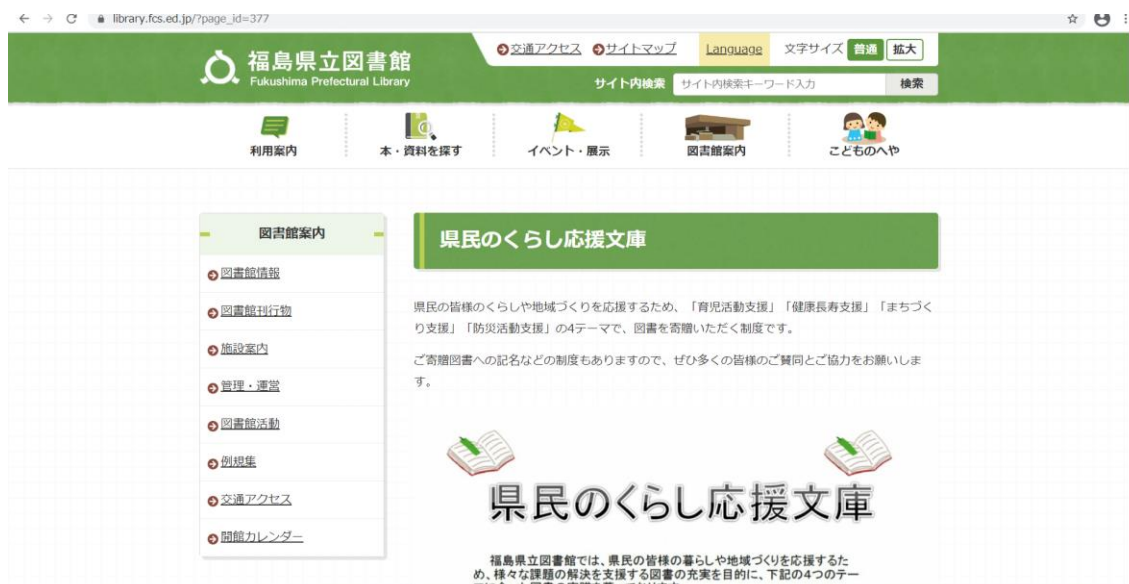 library.fcs.ed.jp/?page_id=377
福島県立図書館
Fukushima Prefectural Library
交通アクセス サイトマップ Language 文字サイズ 普通 拡大
サイト内検索 サイト内検索キーワード入力 検索
利用案内 本・資料を探す イベント・展示 図書館案内 こどものへや
図書館案内
図書館情報
図書館刊行物
施設案内
管理・運営
図書館活動
例規集
交通アクセス
開館カレンダー
県民のくらし応援文庫
県民の皆様のくらしや地域づくりを応援するため、「育児活動支援」「健康長寿支援」「まちづく
り支援」「防災活動支援」の4テーマで、図書を寄贈いただく制度です。
ご寄贈図書への記名などの制度もありますので、ぜひ多くの皆様のご賛同とご協力をお願いしま
す。
県民のくらし応援文庫
福島県立図書館では、県民の皆様の暮らしや地域づくりを応援するた
め、様々な課題の解決を支援する図書の充実を目的に、下記の4つのテー